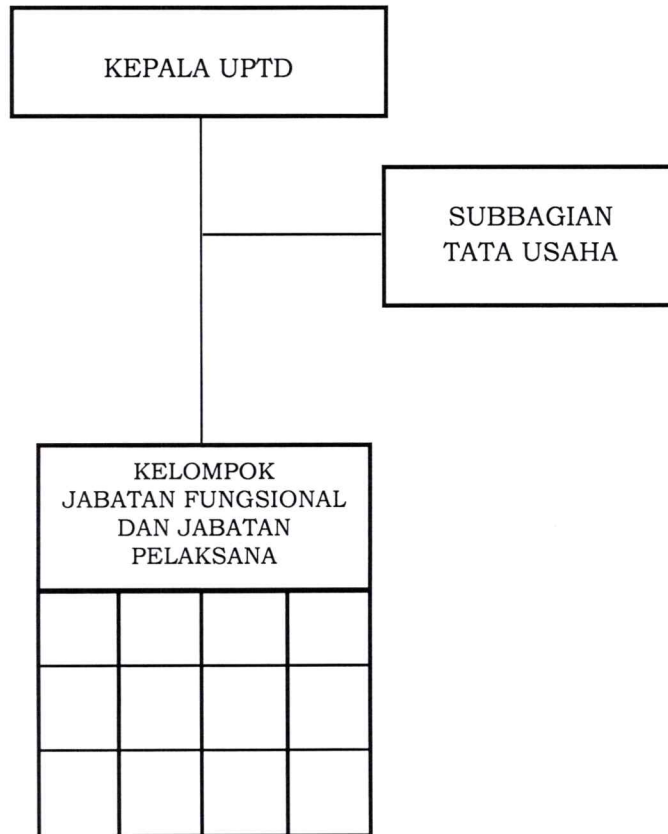 KEPALA UPTD
SUBBAGIAN
TATA USAHA
KELOMPOK
JABATAN FUNGSIONAL
DAN JABATAN
PELAKSANA